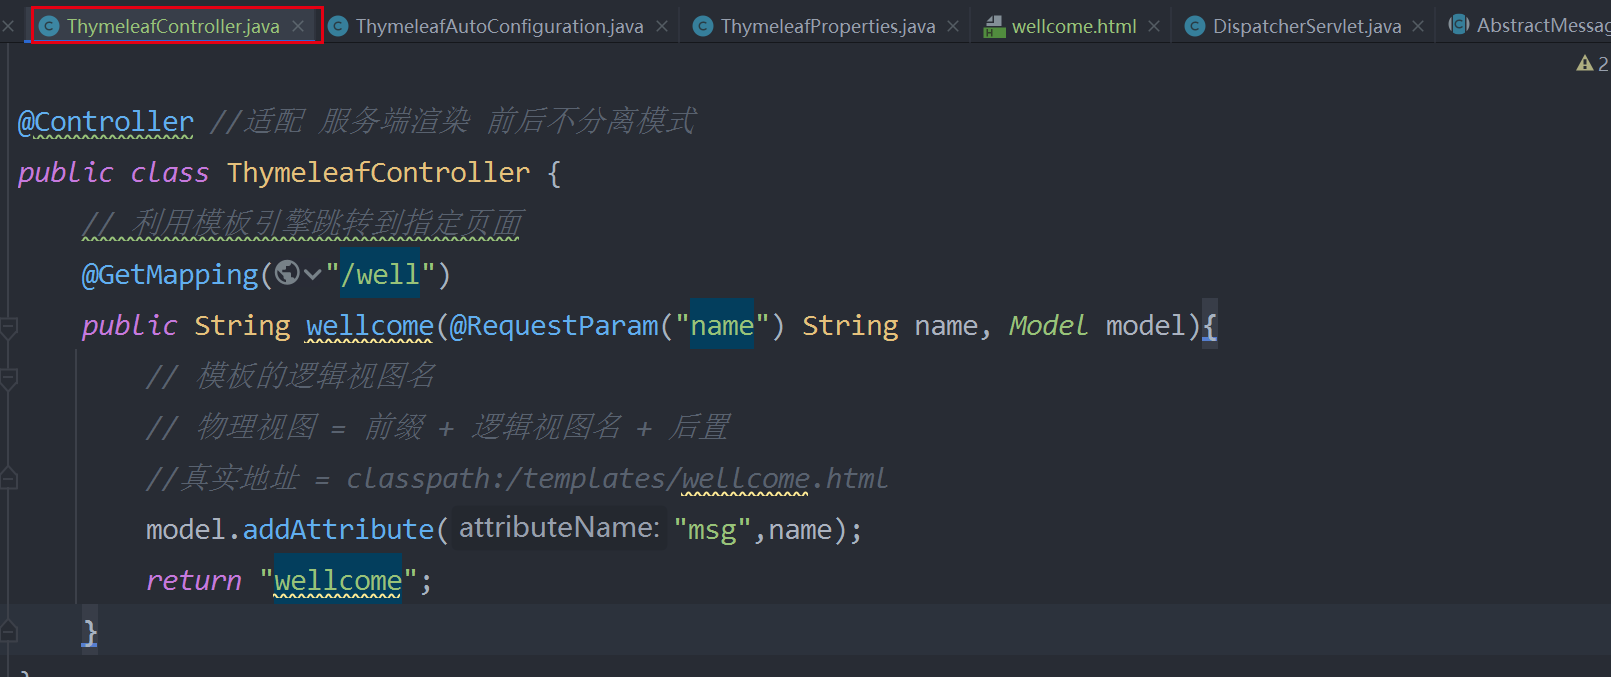 ThymeleafController.java ThymeleafAutoConfiguration.java ThymeleafProperties.java wellcome.html DispatcherServlet.java AbstractMessag
2
@Controller //适配 服务端渲染 前后不分离模式
public class ThymeleafController {
// 利用模板引擎跳转到指定页面
@GetMapping("/well")
public String wellcome(@RequestParam("name") String name, Model model){
// 模板的逻辑视图名
// 物理视图 = 前缀 + 逻辑视图名 + 后置
//真实地址 = classpath:/templates/wellcome.html
model.addAttribute( attributeName: "msg",name);
return "wellcome";
}
}